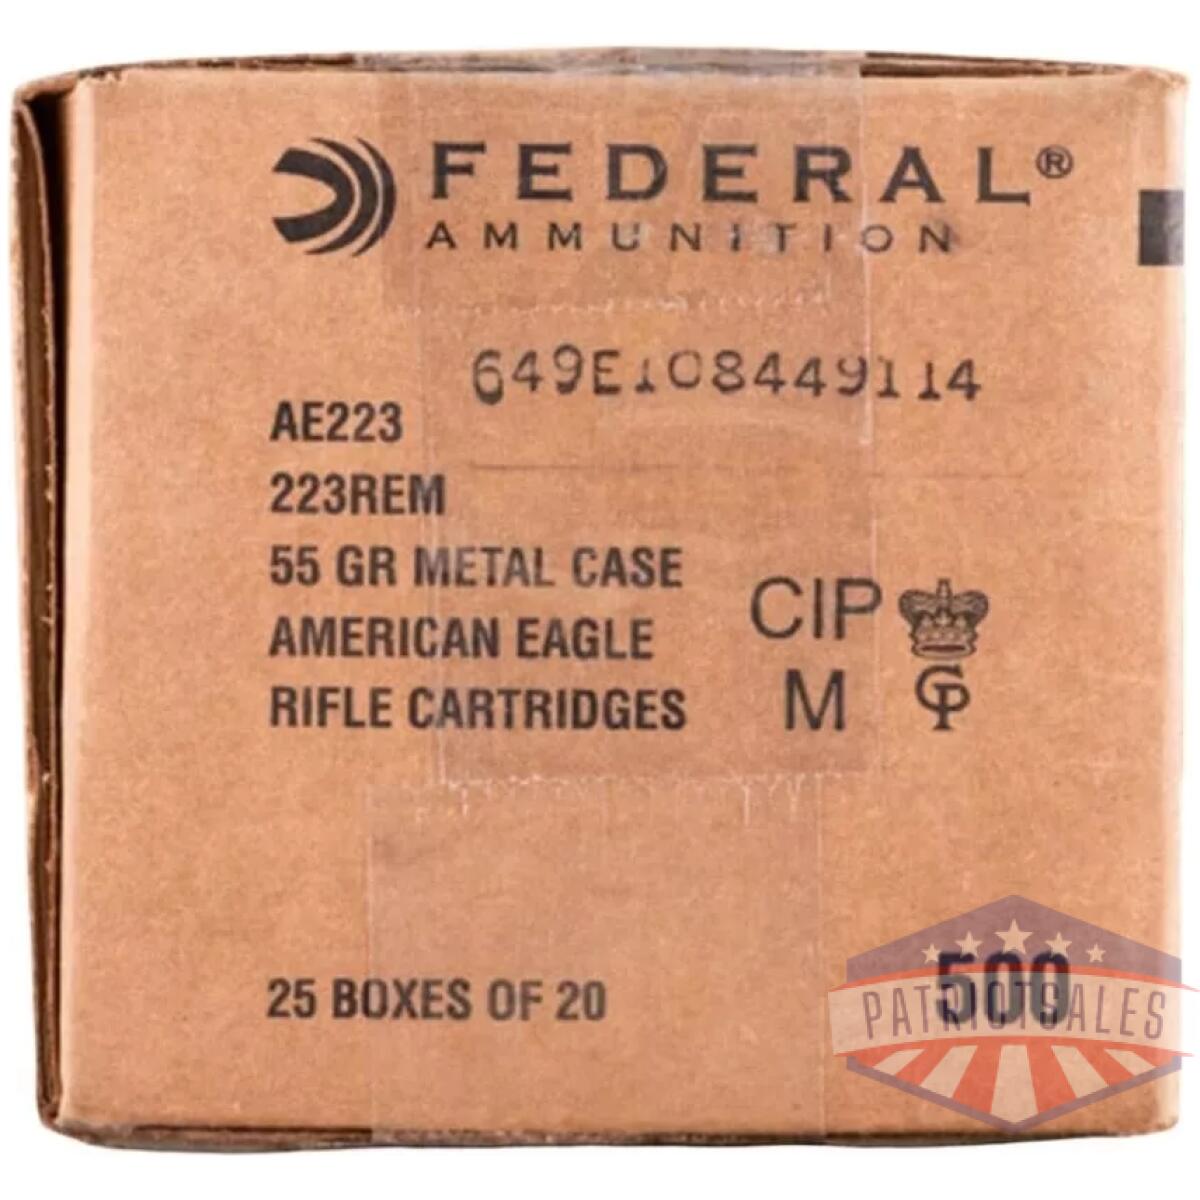 FEDERAL®
AMMUNITION
649E108449114
AE223
223REM
55 GR METAL CASE
AMERICAN EAGLE
RIFLE CARTRIDGES
CIP
M
GP
25 BOXES OF 20
500
PATRIOTSALES